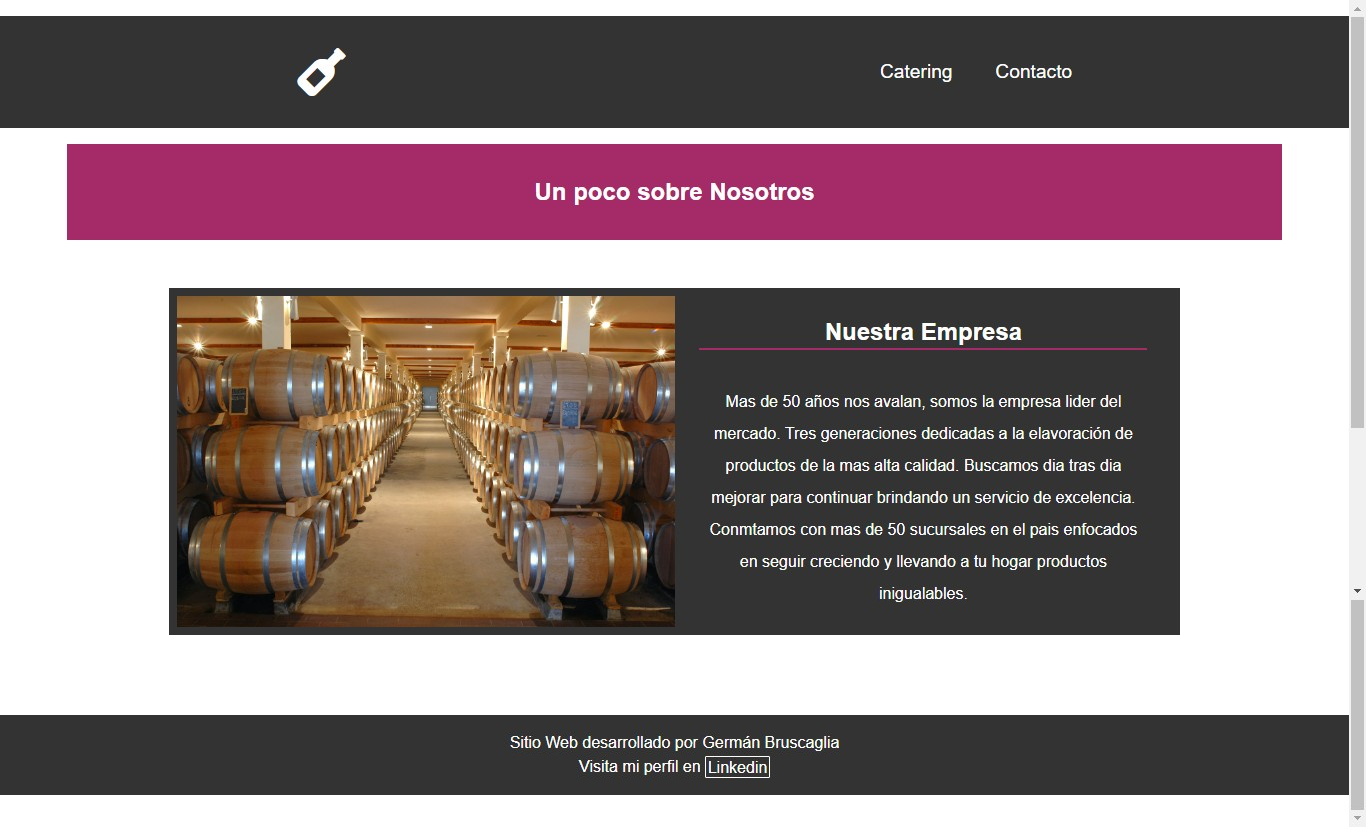 Catering Contacto
Un poco sobre Nosotros
Nuestra Empresa
Mas de 50 años nos avalan, somos la empresa lider del
mercado. Tres generaciones dedicadas a la elavoración de
productos de la mas alta calidad. Buscamos dia tras dia
mejorar para continuar brindando un servicio de excelencia.
Conmtamos con mas de 50 sucursales en el pais enfocados
en seguir creciendo y llevando a tu hogar productos
inigualables.
Sitio Web desarrollado por Germán Bruscaglia
Visita mi perfil en Linkedin